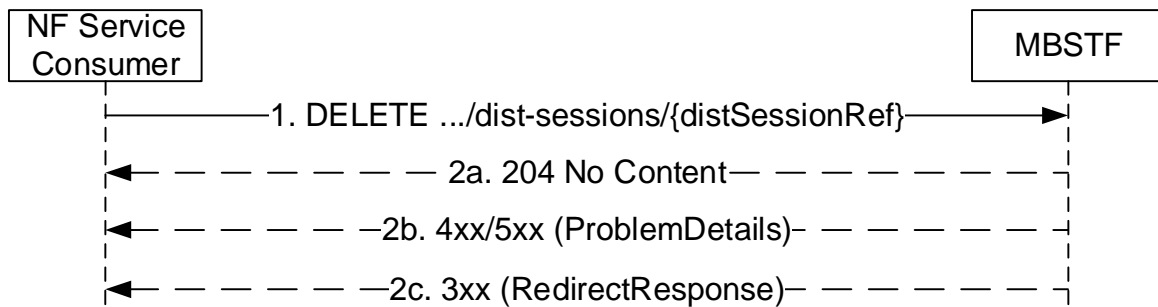 NF Service
Consumer
MBSTF
1. DELETE .../dist-sessions/{distSessionRef}
2a. 204 No Content
2b. 4xx/5xx (ProblemDetails)
2c. 3xx (RedirectResponse)